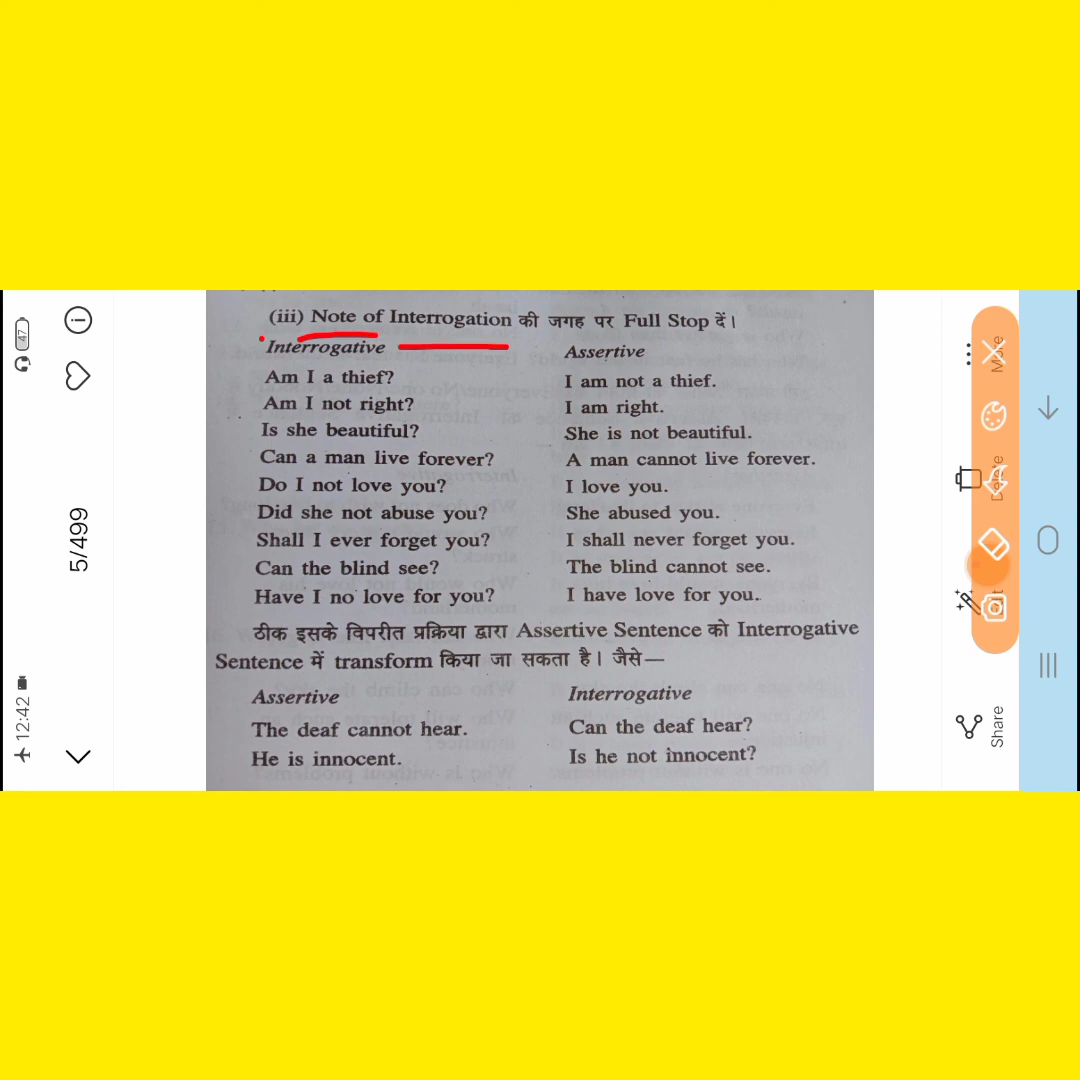 (iii) Note of Interrogation की जगह पर Full Stop दें।
Interrogative Assertive
Am I a thief? I am not a thief.
Am I not right? I am right.
Is she beautiful? She is not beautiful.
Can a man live forever? A man cannot live forever.
Do I not love you? I love you.
Did she not abuse you? She abused you.
Shall I ever forget you? I shall never forget you.
Can the blind see? The blind cannot see.
Have I no love for you? I have love for you.
ठीक इसके विपरीत प्रक्रिया द्वारा Assertive Sentence को Interrogative
Sentence में transform किया जा सकता है। जैसे—
Assertive Interrogative
The deaf cannot hear. Can the deaf hear?
He is innocent. Is he not innocent?
12:42
47
5/499
Share